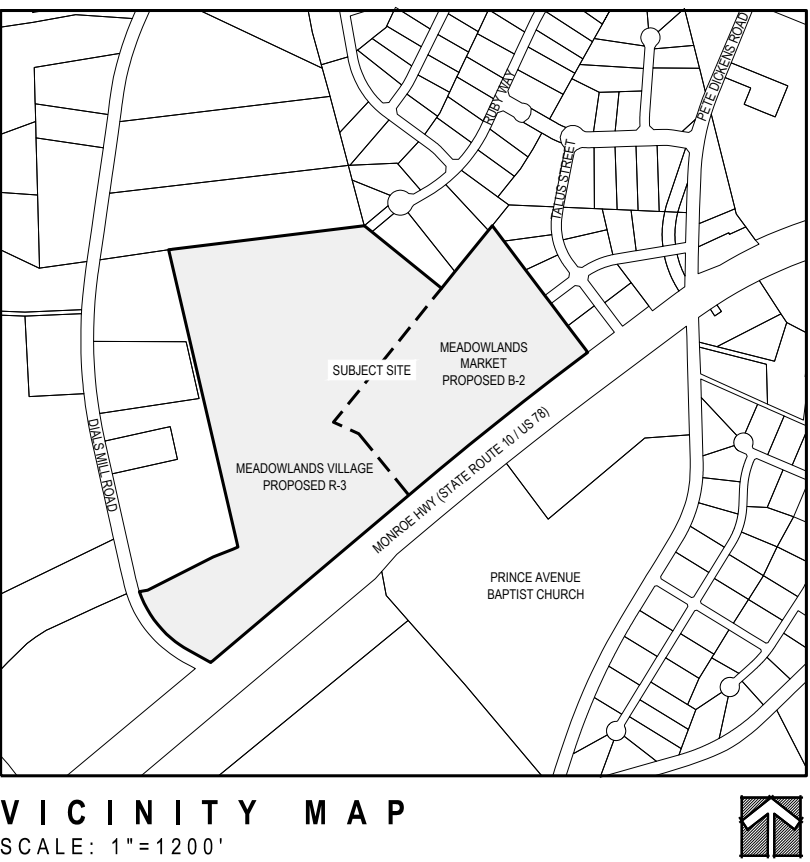 RUBY WAY
PETE DICKENS ROAD
TALUS STREET
MEADOWLANDS
MARKET
PROPOSED B-2
SUBJECT SITE
DIALS MILL ROAD
MEADOWLANDS VILLAGE
PROPOSED R-3
MONROE HWY (STATE ROUTE 10 / US 78)
PRINCE AVENUE
BAPTIST CHURCH
VICINITY MAP
SCALE: 1"=1200'